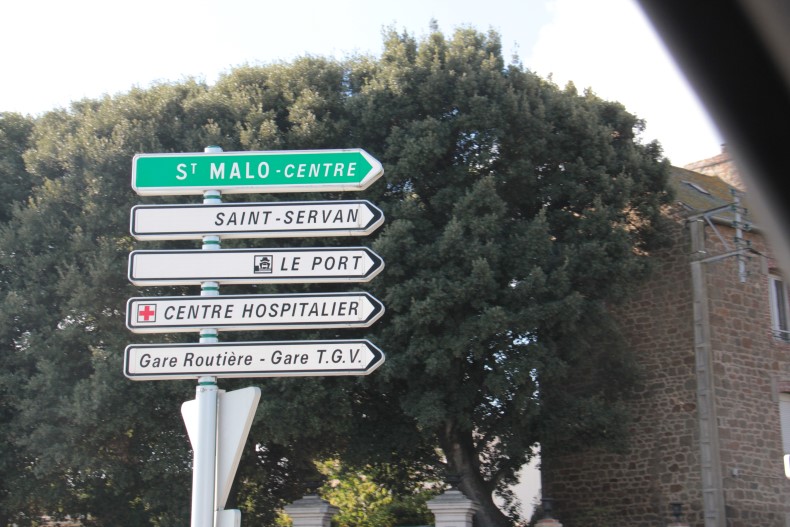 ST MALO - CENTRE
SAINT-SERVAN
LE PORT
CENTRE HOSPITALIER
Gare Routière - Gare T.G.V.